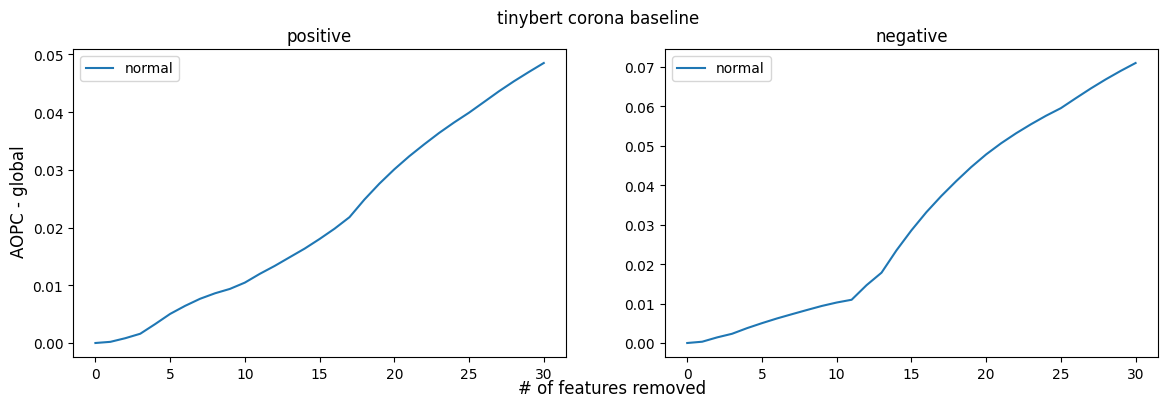 tinybert corona baseline
positive
normal
AOPC - global
0.05
0.04
0.03
0.02
0.01
0.00
0 5 10 15 20 25 30
negative
normal
0.07
0.06
0.05
0.04
0.03
0.02
0.01
0.00
0 5 10 15 20 25 30
# of features removed